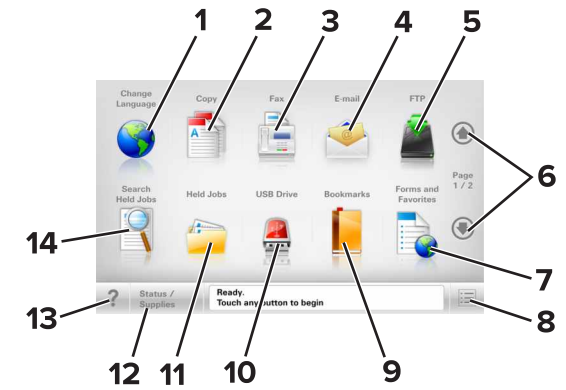 1
2
3
4
5
Change
Language
Copy
Fax
E-mail
FTP
A
@
Page
1 / 2
6
Search
Held Jobs
Held Jobs
USB Drive
Bookmarks
Forms and
Favorites
14
7
?
Status /
Supplies
Ready.
Touch any button to begin
13
12
11
10
9
8